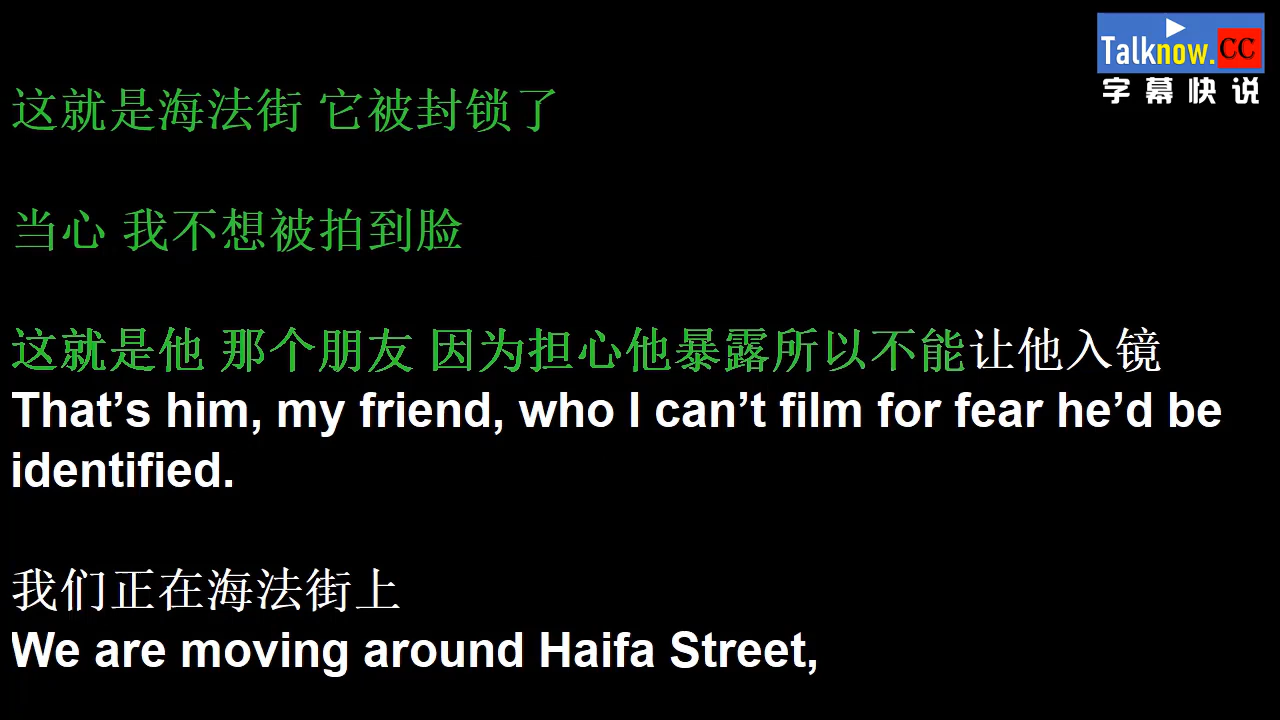 Talknow.CC
字幕快说
这就是海法街 它被封锁了
当心 我不想被拍到脸
这就是他 那个朋友 因为担心他暴露所以不能让他入镜
That’s him, my friend, who I can’t film for fear he’d be
identified.
我们正在海法街上
We are moving around Haifa Street,